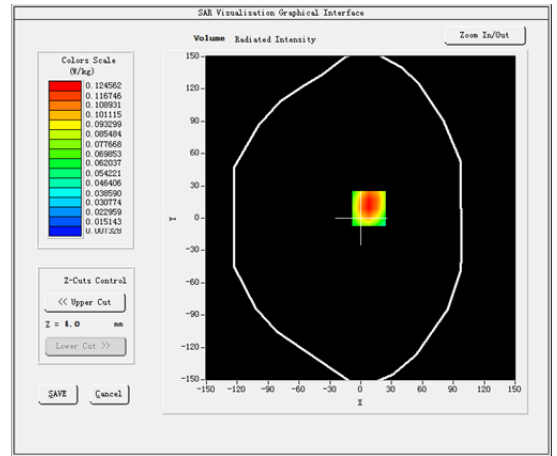 SAR Visualisation Graphical Interface
Volume Radiated Intensity
Zoom In/Out
Colors Scale
(W/kg)
0.124562
0.116746
0.108931
0.101115
0.093299
0.085484
0.077668
0.069853
0.062037
0.054221
0.046406
0.038590
0.030774
0.022959
0.015143
0.007328
150
120
90
60
30
0
-30
-60
-90
-120
-150
Y
-150 -120 -90 -60 -30 0 30 60 90 120 150
X
Z-Cuts Control
<< Upper Cut
Z = 4.0 mm
Lower Cut >>
SAVE Cancel